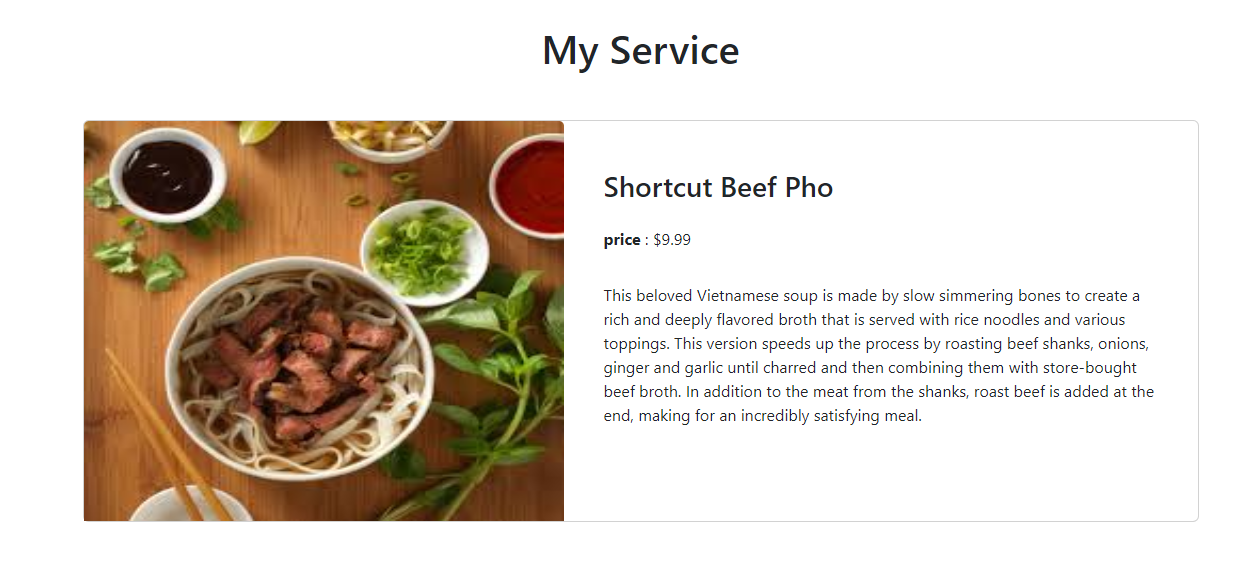 My Service
Shortcut Beef Pho
price : $9.99
This beloved Vietnamese soup is made by slow simmering bones to create a
rich and deeply flavored broth that is served with rice noodles and various
toppings. This version speeds up the process by roasting beef shanks, onions,
ginger and garlic until charred and then combining them with store-bought
beef broth. In addition to the meat from the shanks, roast beef is added at the
end, making for an incredibly satisfying meal.